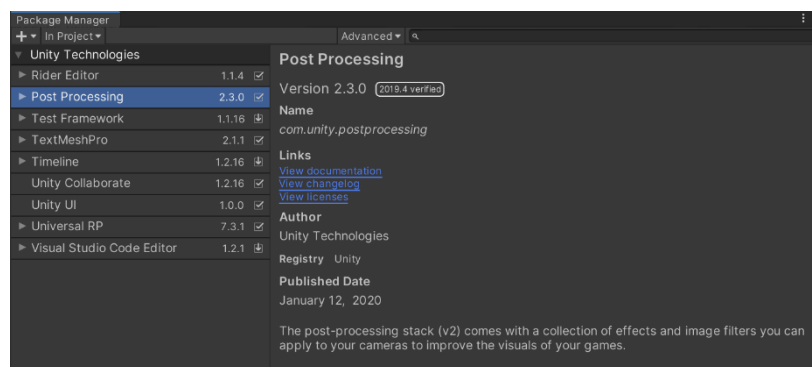 Package Manager
+ In Project Advanced
Unity Technologies
Rider Editor 1.1.4
Post Processing 2.3.0
Test Framework 1.1.16
TextMeshPro 2.1.1
Timeline 1.2.16
Unity Collaborate 1.2.16
Unity UI 1.0.0
Universal RP 7.3.1
Visual Studio Code Editor 1.2.1
Post Processing
Version 2.3.0 2019.4 verified
Name
com.unity.postprocessing
Links
View documentation
View changelog
View licenses
Author
Unity Technologies
Registry Unity
Published Date
January 12, 2020
The post-processing stack (v2) comes with a collection of effects and image filters you can
apply to your cameras to improve the visuals of your games.